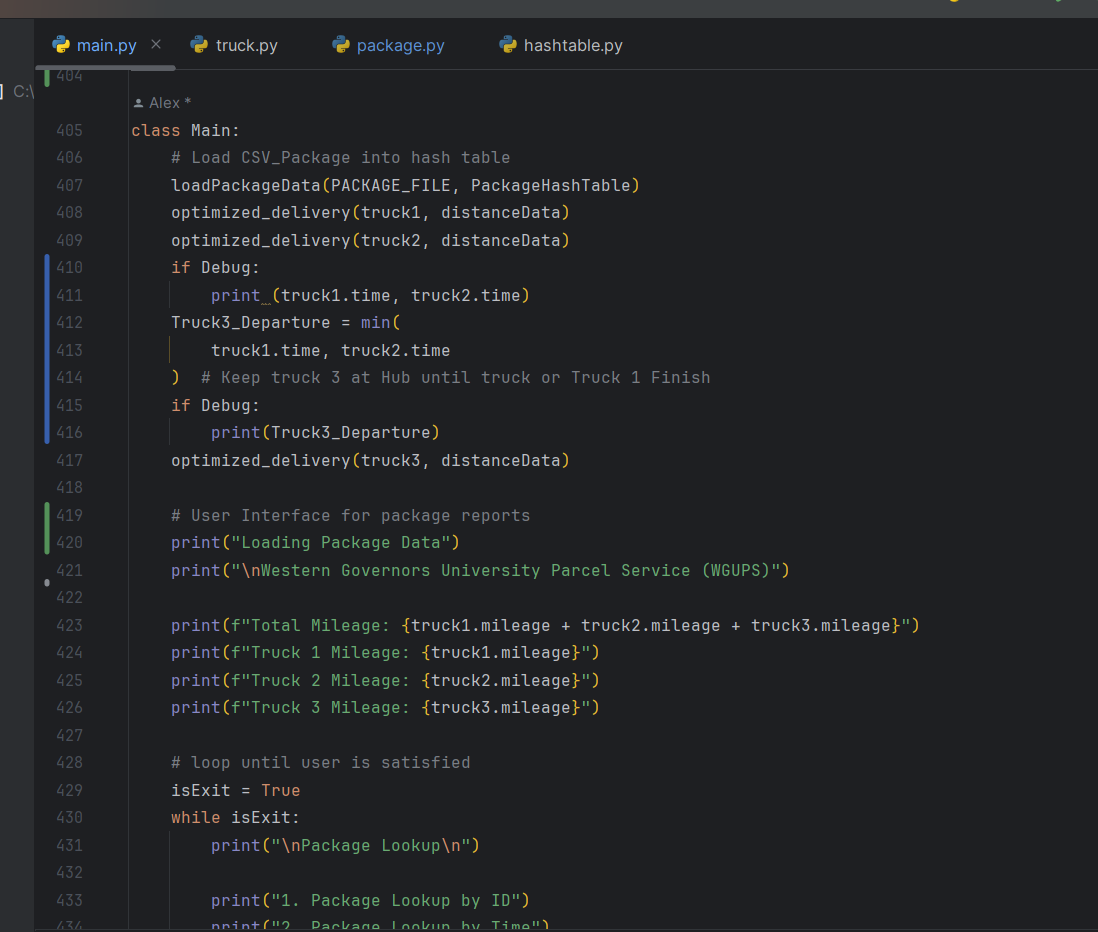 main.py truck.py package.py hashtable.py
404
] C:\
Alex *
405 class Main:
406     # Load CSV_Package into hash table
407     loadPackageData(PACKAGE_FILE, PackageHashTable)
408     optimized_delivery(truck1, distanceData)
409     optimized_delivery(truck2, distanceData)
410     if Debug:
411         print (truck1.time, truck2.time)
412     Truck3_Departure = min(
413         truck1.time, truck2.time
414     )  # Keep truck 3 at Hub until truck or Truck 1 Finish
415     if Debug:
416         print(Truck3_Departure)
417     optimized_delivery(truck3, distanceData)
418
419     # User Interface for package reports
420     print("Loading Package Data")
421     print("\nWestern Governors University Parcel Service (WGUPS)")
422
423     print(f"Total Mileage: {truck1.mileage + truck2.mileage + truck3.mileage}")
424     print(f"Truck 1 Mileage: {truck1.mileage}")
425     print(f"Truck 2 Mileage: {truck2.mileage}")
426     print(f"Truck 3 Mileage: {truck3.mileage}")
427
428     # loop until user is satisfied
429     isExit = True
430     while isExit:
431         print("\nPackage Lookup\n")
432
433         print("1. Package Lookup by ID")
434         print("2. Package Lookup by Time")